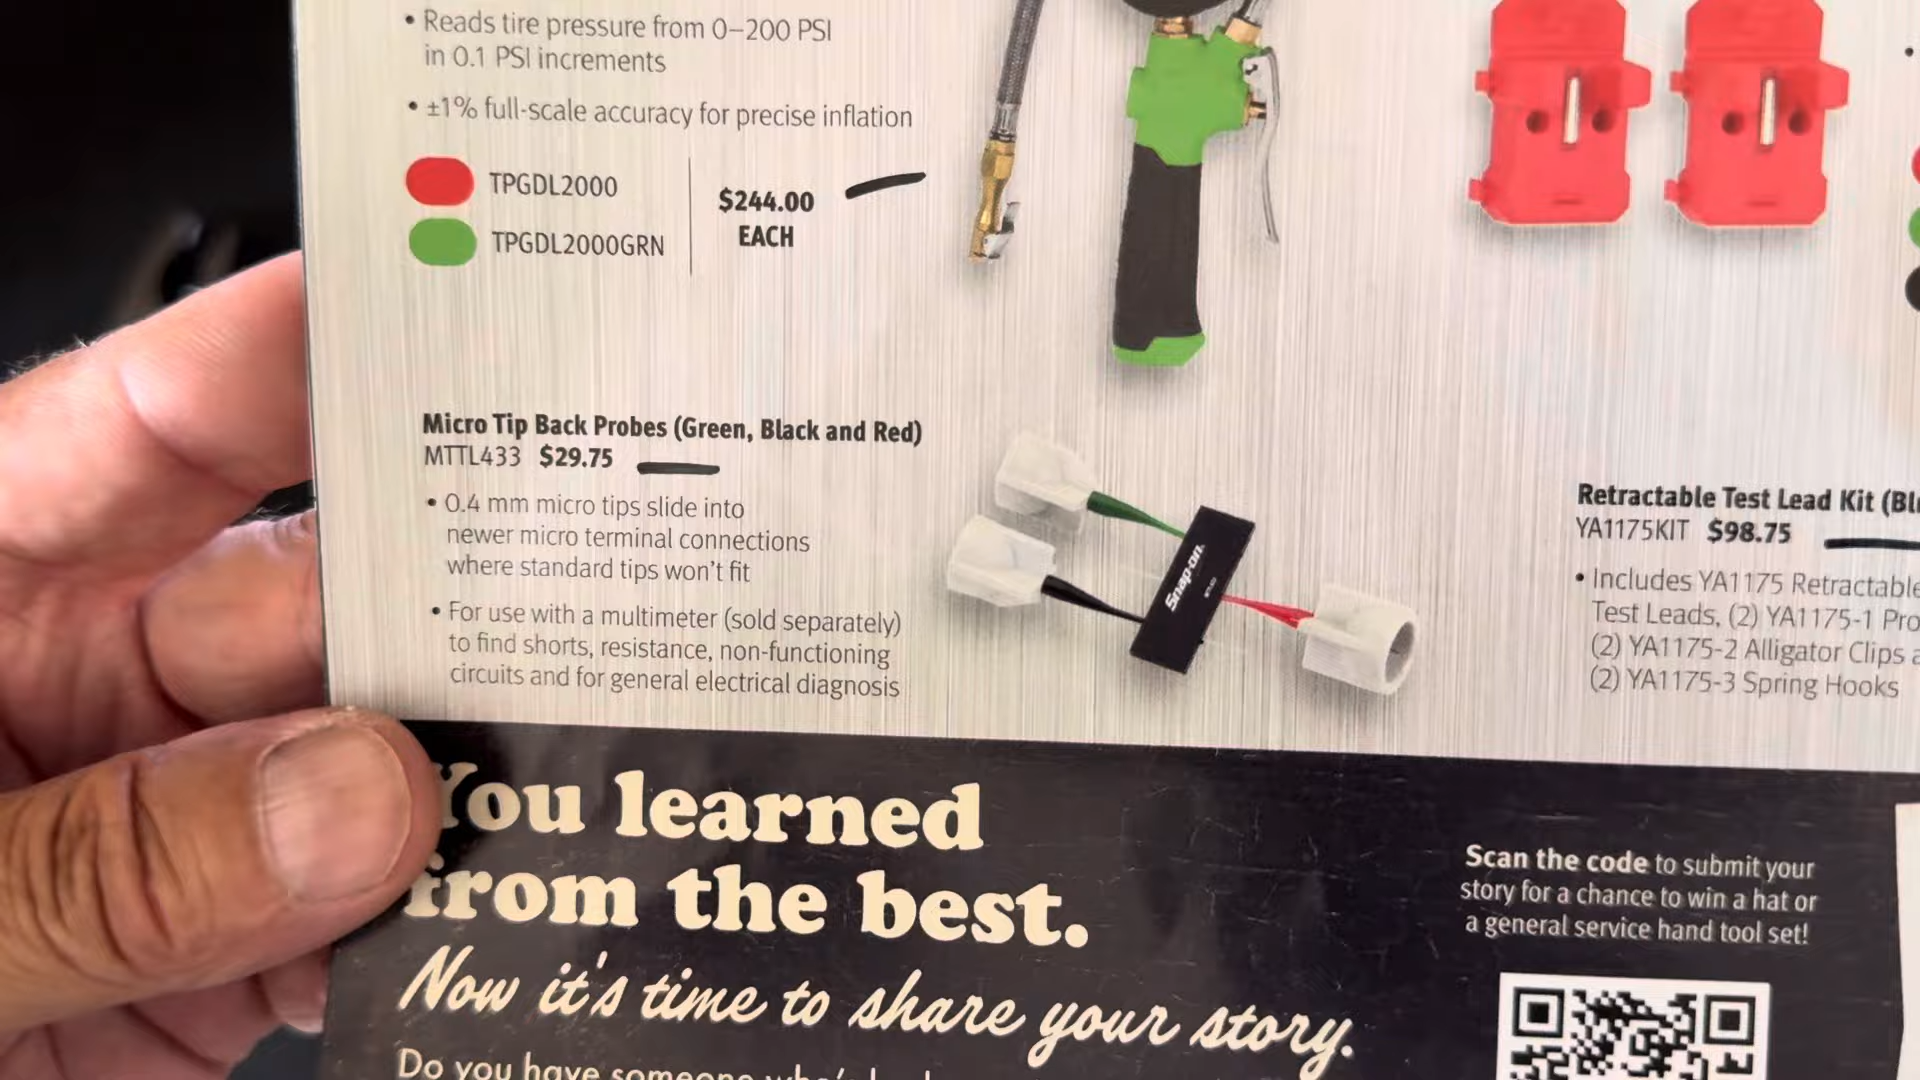 • Reads tire pressure from 0–200 PSI
in 0.1 PSI increments
• ±1% full-scale accuracy for precise inflation
TPGDL2000
TPGDL2000GRN
$244.00
EACH
Micro Tip Back Probes (Green, Black and Red)
MTTL433 $29.75
• 0.4 mm micro tips slide into
newer micro terminal connections
where standard tips won't fit
• For use with a multimeter (sold separately)
to find shorts, resistance, non-functioning
circuits and for general electrical diagnosis
Snap-on
Retractable Test Lead Kit
YA1175KIT $98.75
• Includes YA1175 Retractable
Test Leads, (2) YA1175-1
(2) YA1175-2 Alligator Clips
(2) YA1175-3 Spring Hooks
You learned
from the best.
Now it's time to share your story.
Do you have someone
Scan the code to submit your
story for a chance to win a hat or
a general service hand tool set!